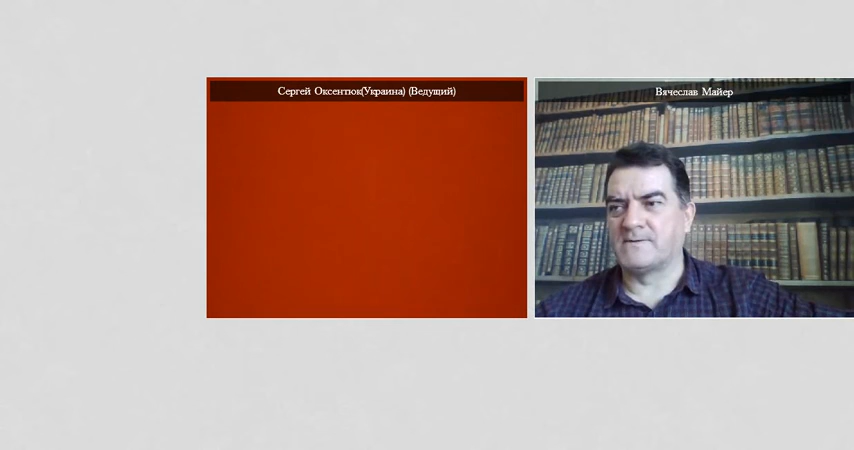 Сергей Оксентюк(Украина) (Ведущий)
Вячеслав Майер